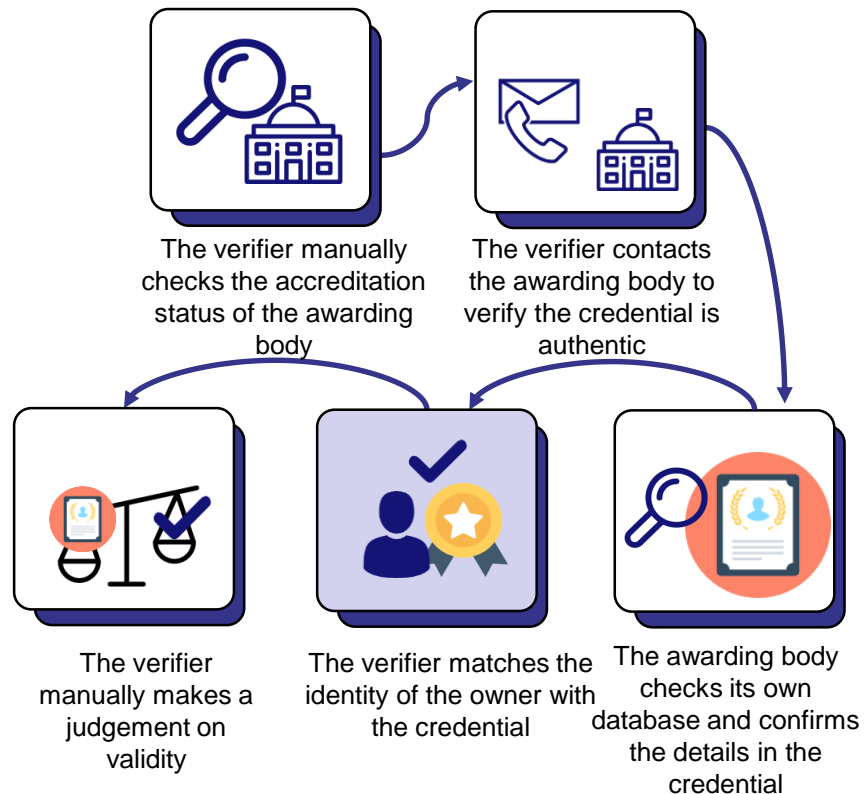 The verifier manually
checks the accreditation
status of the awarding
body
The verifier contacts
the awarding body to
verify the credential is
authentic
The awarding body
checks its own
database and confirms
the details in the
credential
The verifier matches the
identity of the owner with
the credential
The verifier
manually makes a
judgement on
validity